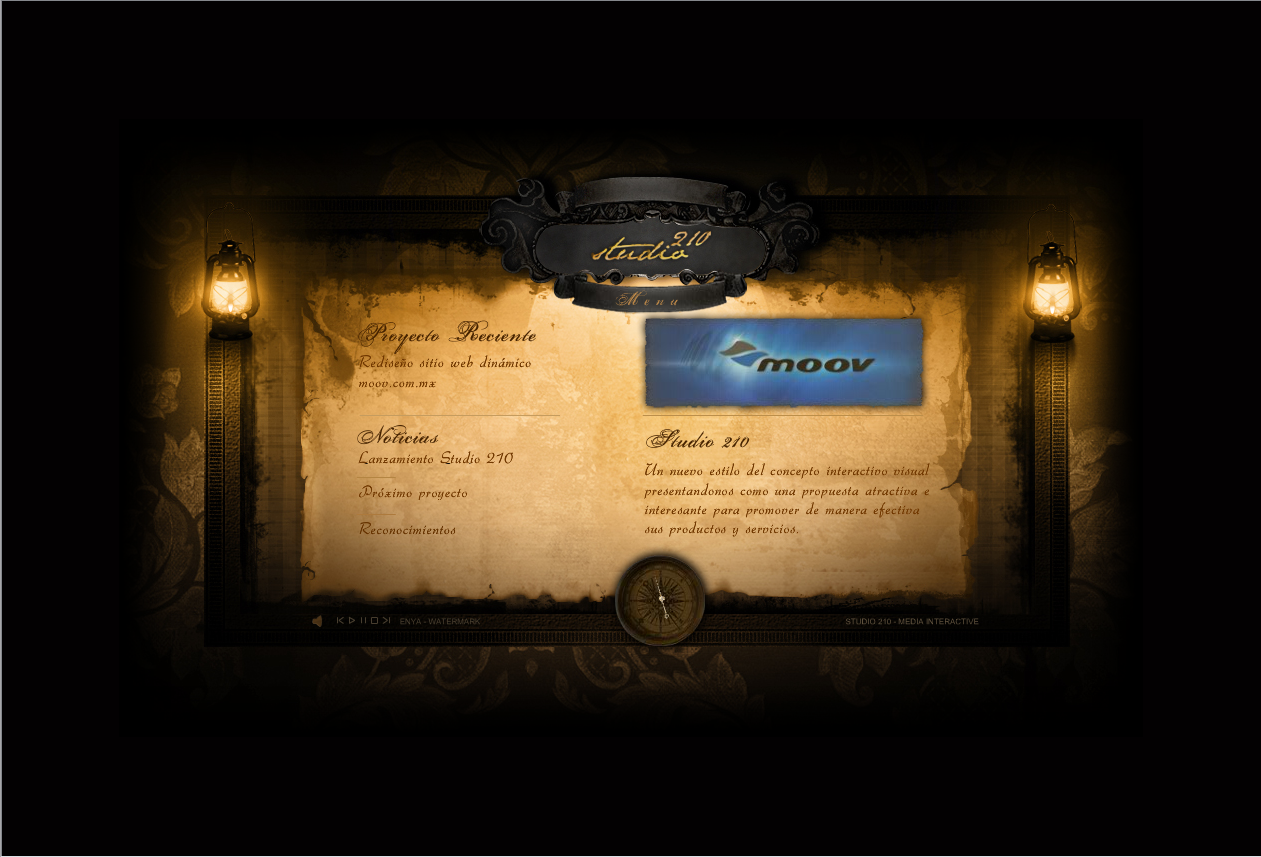 studio 210
Menu
Proyecto Reciente
Rediseño sitio web dinámico
moov.com.mx
moov
Noticias
Lanzamiento Studio 210
Próximo proyecto
Reconocimientos
Studio 210
Un nuevo estilo del concepto interactivo visual
presentandonos como una propuesta atractiva e
interesante para promover de manera efectiva
sus productos y servicios.
ENYA - WATERMARK
STUDIO 210 - MEDIA INTERACTIVE